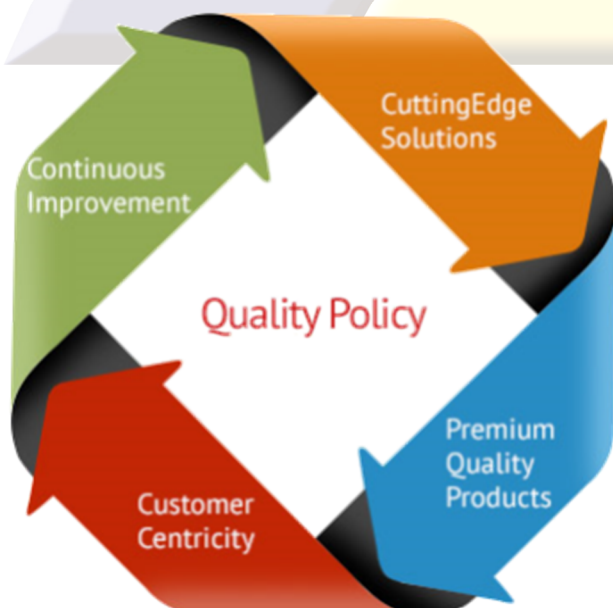 CuttingEdge
Solutions
Continuous
Improvement
Quality Policy
Premium
Quality
Products
Customer
Centricity